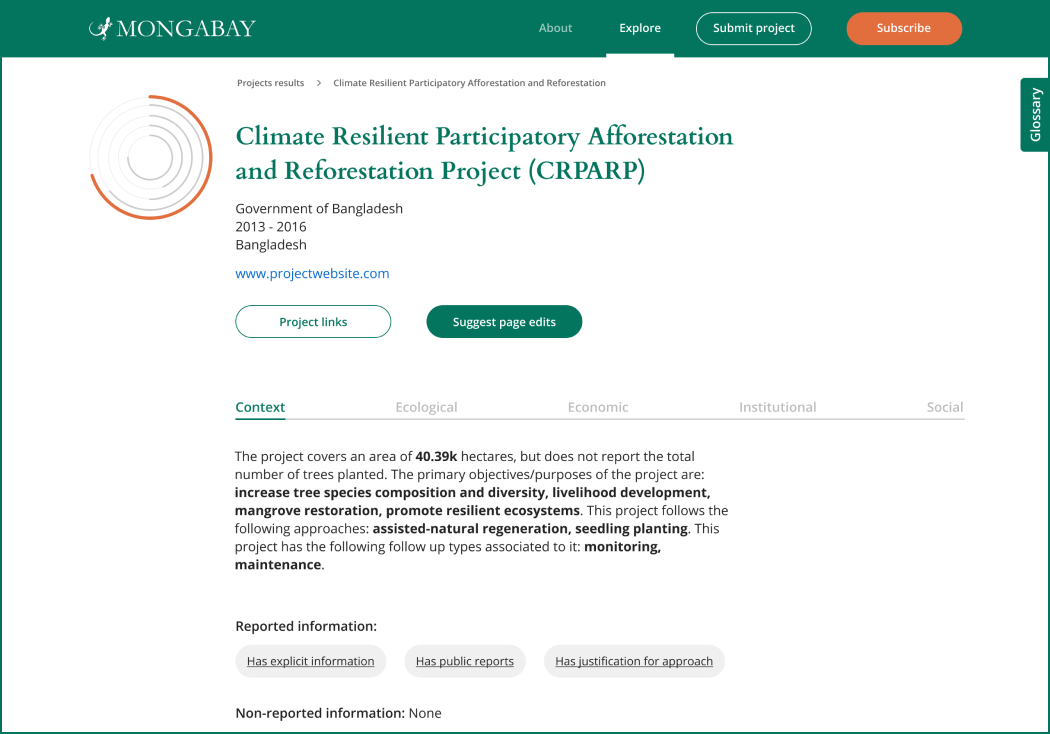 MONGABAY
About
Explore
Submit project
Subscribe
Projects results > Climate Resilient Participatory Afforestation and Reforestation
Glossary
Climate Resilient Participatory Afforestation
and Reforestation Project (CRPARP)
Government of Bangladesh
2013 - 2016
Bangladesh
www.projectwebsite.com
Project links
Suggest page edits
Context
Ecological
Economic
Institutional
Social
The project covers an area of 40.39k hectares, but does not report the total
number of trees planted. The primary objectives/purposes of the project are:
increase tree species composition and diversity, livelihood development,
mangrove restoration, promote resilient ecosystems. This project follows the
following approaches: assisted-natural regeneration, seedling planting. This
project has the following follow up types associated to it: monitoring,
maintenance.
Reported information:
Has explicit information
Has public reports
Has justification for approach
Non-reported information: None